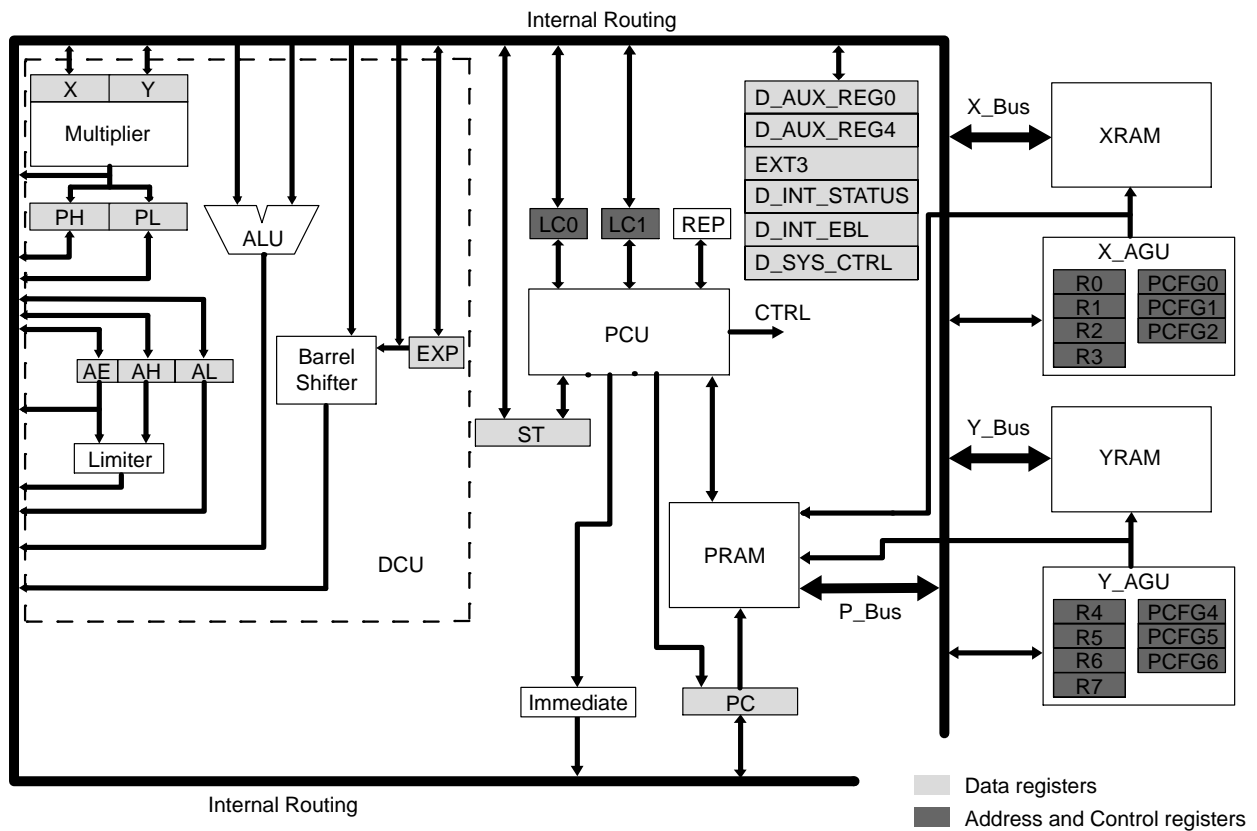 Internal Routing
X Y
Multiplier
PH PL
ALU
AE AH AL
Limiter
Barrel
Shifter
EXP
DCU
LC0 LC1 REP
PCU
CTRL
ST
PRAM
P_Bus
Immediate
PC
D_AUX_REG0
D_AUX_REG4
EXT3
D_INT_STATUS
D_INT_EBL
D_SYS_CTRL
X_Bus
XRAM
X_AGU
R0 PCFG0
R1 PCFG1
R2 PCFG2
R3
Y_Bus
YRAM
Y_AGU
R4 PCFG4
R5 PCFG5
R6 PCFG6
R7
Internal Routing
Data registers
Address and Control registers